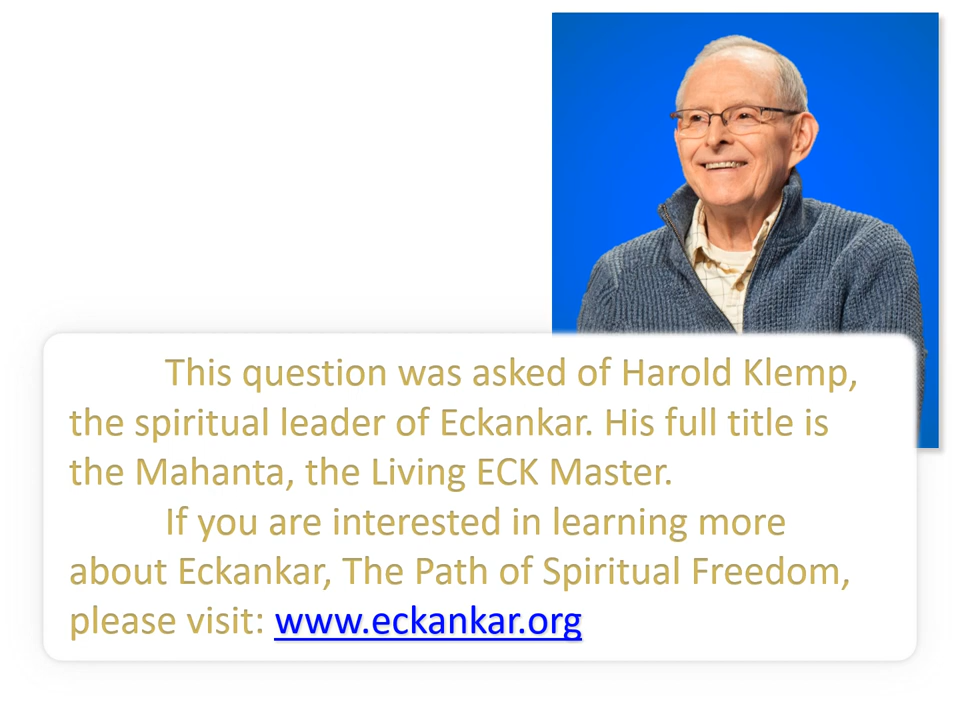 This question was asked of Harold Klemp,
the spiritual leader of Eckankar. His full title is
the Mahanta, the Living ECK Master.
If you are interested in learning more
about Eckankar, The Path of Spiritual Freedom,
please visit: www.eckankar.org